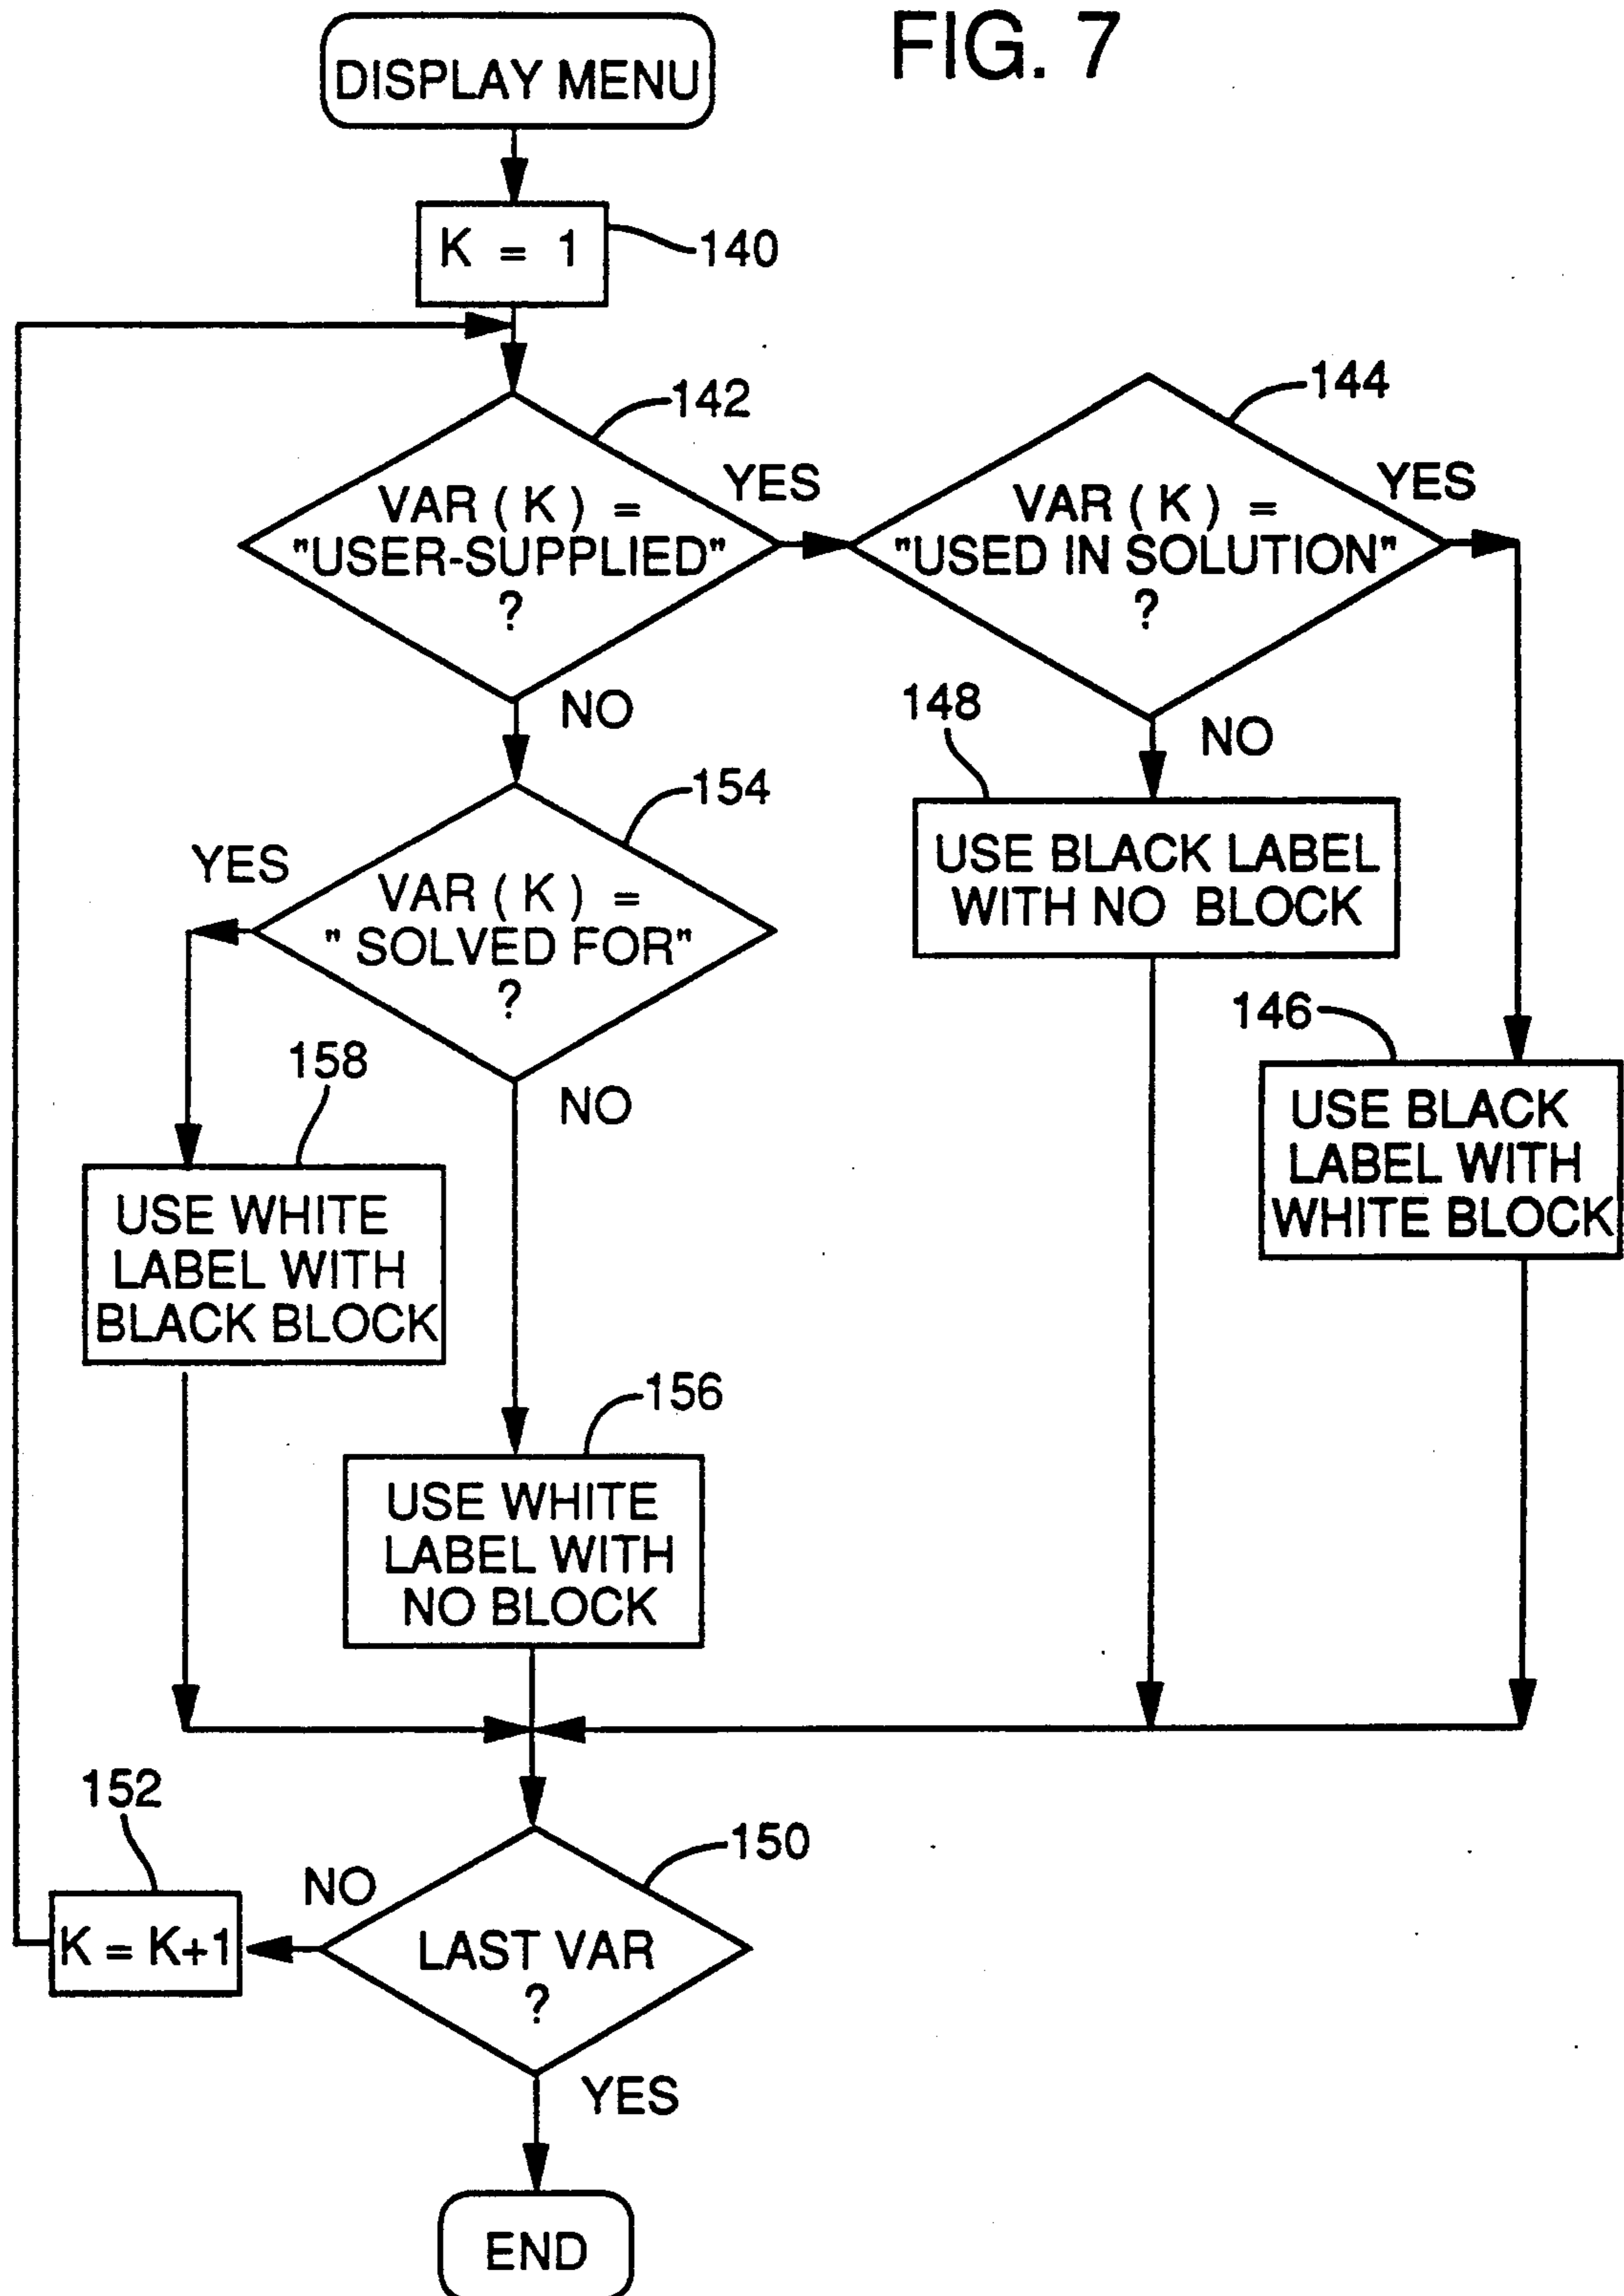 FIG. 7
DISPLAY MENU
K = 1
140
142
VAR ( K ) =
"USER-SUPPLIED"
?
YES
NO
144
VAR ( K ) =
"USED IN SOLUTION"
?
YES
NO
148
USE BLACK LABEL
WITH NO BLOCK
146
USE BLACK
LABEL WITH
WHITE BLOCK
154
VAR ( K ) =
" SOLVED FOR"
?
YES
NO
158
USE WHITE
LABEL WITH
BLACK BLOCK
156
USE WHITE
LABEL WITH
NO BLOCK
152
K = K+1
NO
150
LAST VAR
?
YES
END